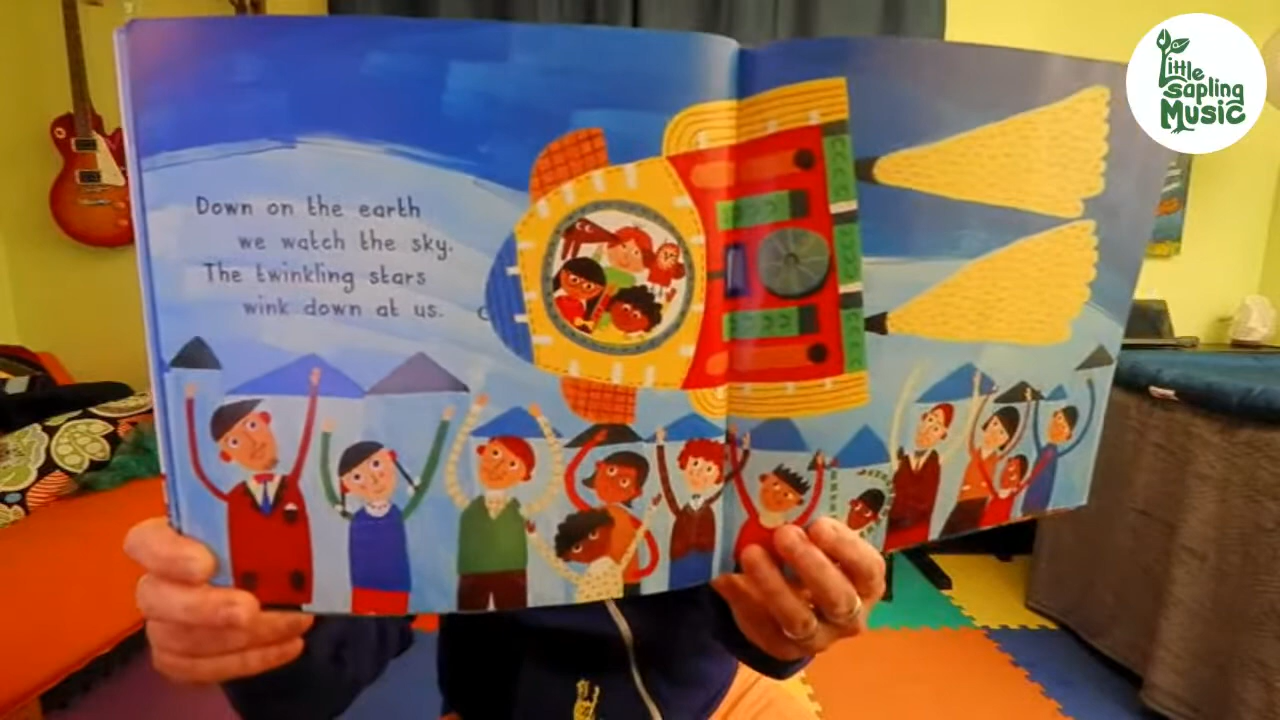 Down on the earth
we watch the sky.
The twinkling stars
wink down at us.
Little
Sapling
Music